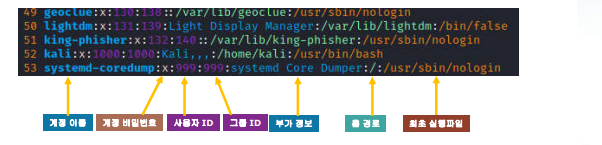 49 geoclue:x:130:138::/var/lib/geoclue:/usr/sbin/nologin
50 lightdm:x:131:139:Light Display Manager:/var/lib/lightdm:/bin/false
51 king-phisher:x:132:140::/var/lib/king-phisher:/usr/sbin/nologin
52 kali:x:1000:1000:Kali,,,:/home/kali:/usr/bin/bash
53 systemd-coredump:x:999:999:systemd Core Dumper:/:/usr/sbin/nologin
계정 이름 계정 비밀번호 사용자 ID 그룹 ID 부가 정보 홈 경로 최초 실행파일